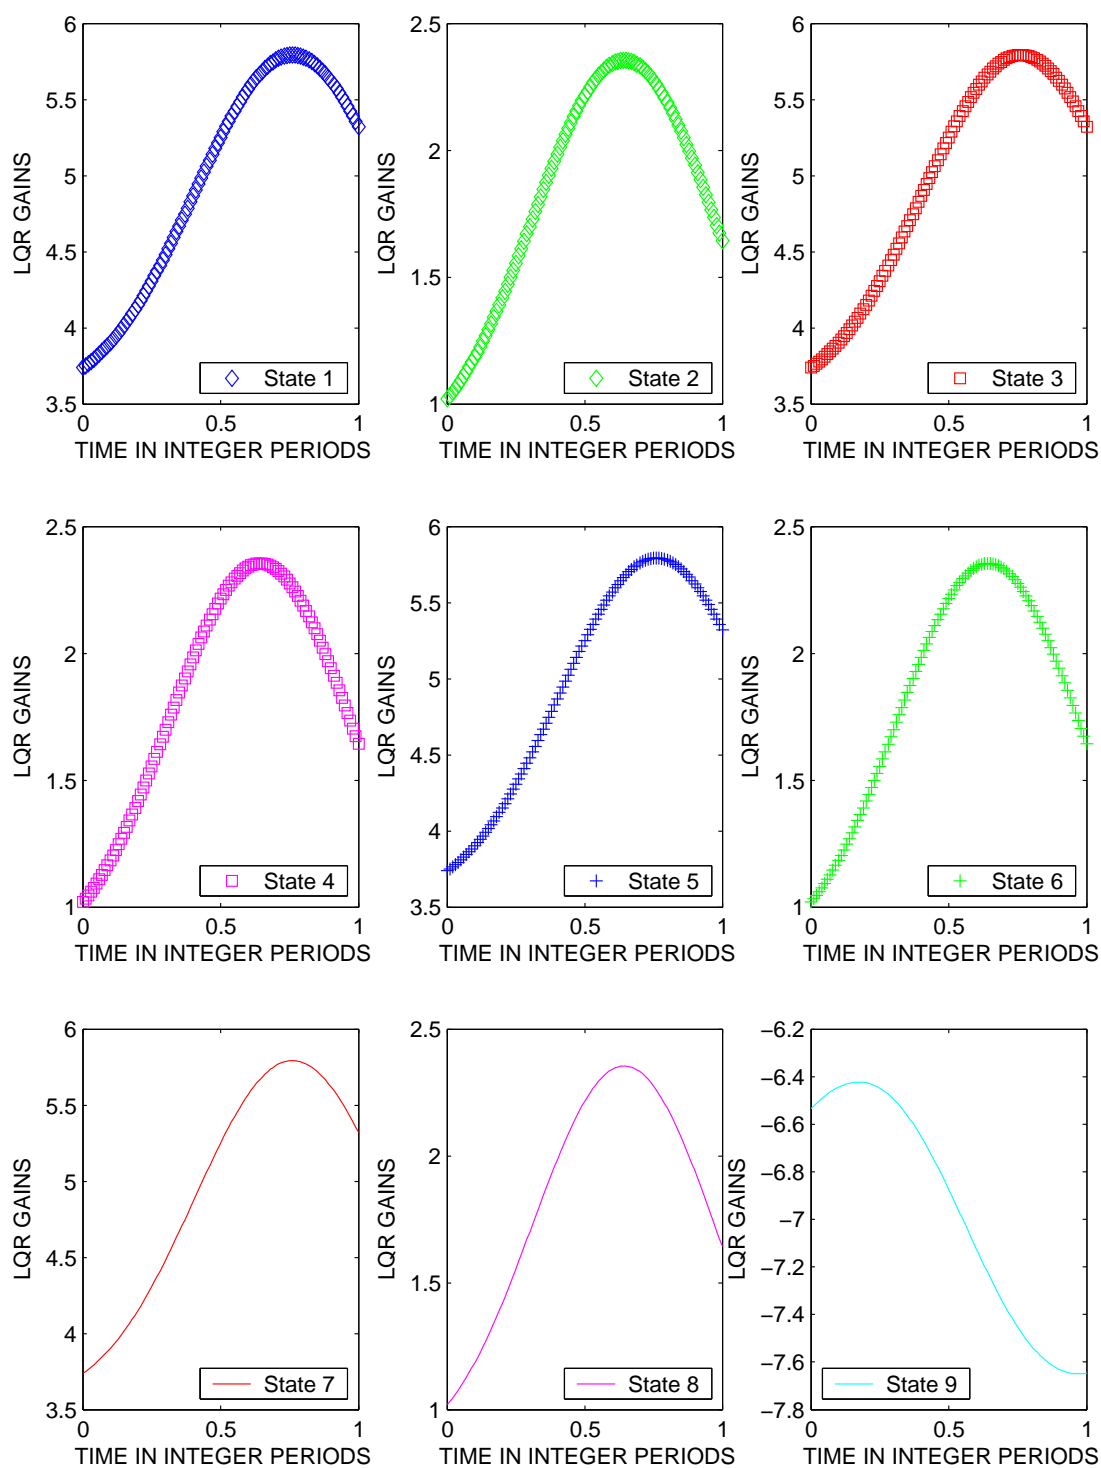 6
5.5
5
4.5
4
3.5
LQR GAINS
State 1
0 0.5 1
TIME IN INTEGER PERIODS
2.5
2
1.5
1
LQR GAINS
State 2
0 0.5 1
TIME IN INTEGER PERIODS
6
5.5
5
4.5
4
3.5
LQR GAINS
State 3
0 0.5 1
TIME IN INTEGER PERIODS
2.5
2
1.5
1
LQR GAINS
State 4
0 0.5 1
TIME IN INTEGER PERIODS
6
5.5
5
4.5
4
3.5
LQR GAINS
State 5
0 0.5 1
TIME IN INTEGER PERIODS
2.5
2
1.5
1
LQR GAINS
State 6
0 0.5 1
TIME IN INTEGER PERIODS
6
5.5
5
4.5
4
3.5
LQR GAINS
State 7
0 0.5 1
TIME IN INTEGER PERIODS
2.5
2
1.5
1
LQR GAINS
State 8
0 0.5 1
TIME IN INTEGER PERIODS
−6.2
−6.4
−6.6
−6.8
−7
−7.2
−7.4
−7.6
−7.8
LQR GAINS
State 9
0 0.5 1
TIME IN INTEGER PERIODS